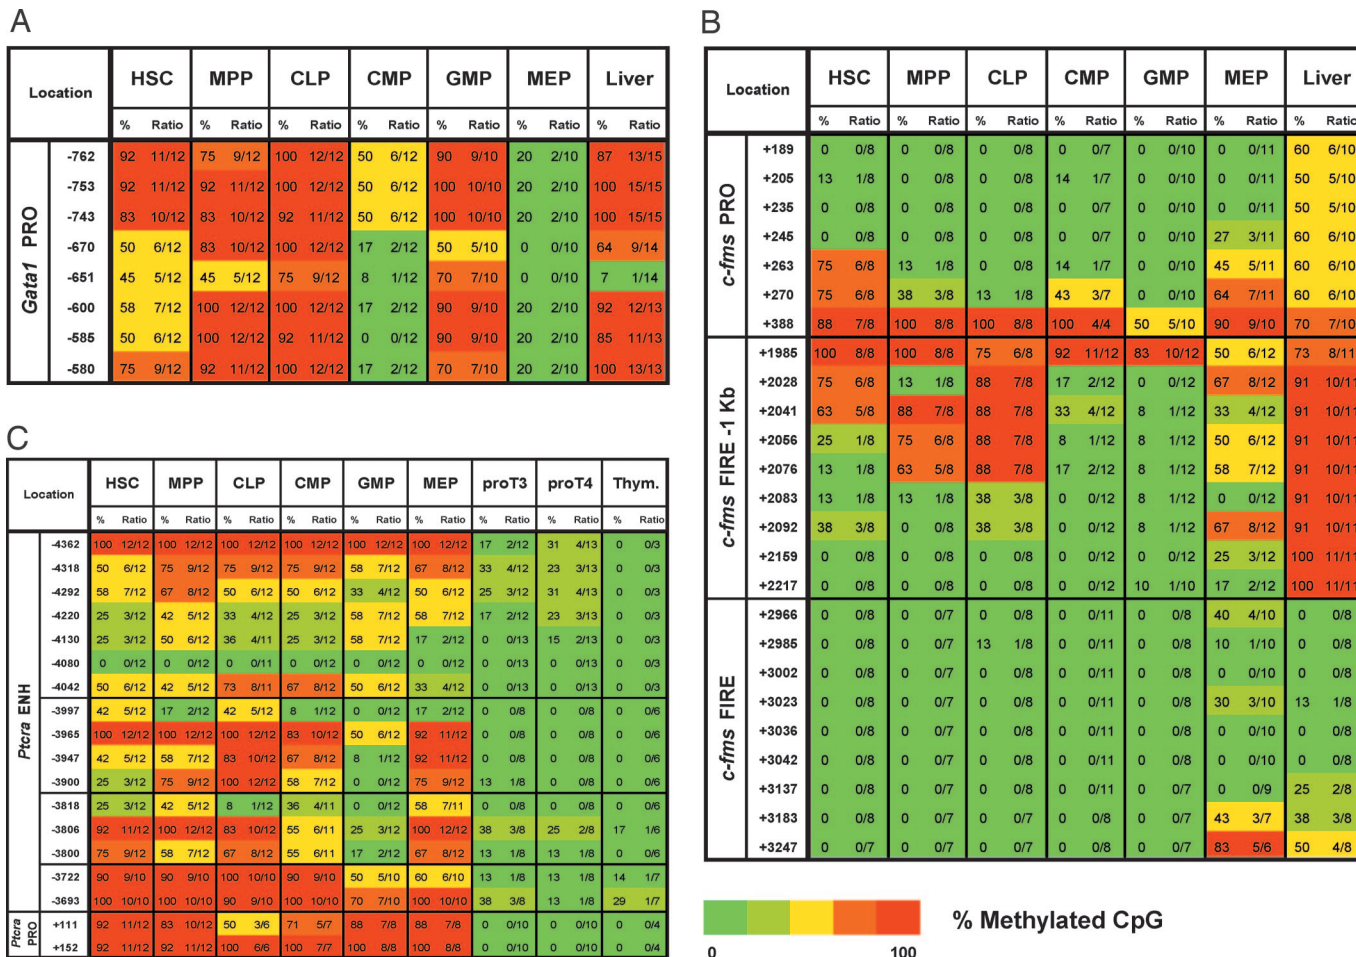 A
Location HSC MPP CLP CMP GMP MEP Liver
% Ratio % Ratio % Ratio % Ratio % Ratio % Ratio % Ratio
Gata1 PRO
-762 92 11/12 75 9/12 100 12/12 50 6/12 90 9/10 20 2/10 87 13/15
-753 92 11/12 92 11/12 100 12/12 50 6/12 100 10/10 20 2/10 100 15/15
-743 83 10/12 83 10/12 92 11/12 50 6/12 100 10/10 20 2/10 100 15/15
-670 50 6/12 83 10/12 100 12/12 17 2/12 50 5/10 0 0/10 64 9/14
-651 45 5/12 45 5/12 75 9/12 8 1/12 70 7/10 0 0/10 7 1/14
-600 58 7/12 100 12/12 100 12/12 17 2/12 90 9/10 20 2/10 92 12/13
-585 50 6/12 100 12/12 92 11/12 0 0/12 90 9/10 20 2/10 85 11/13
-580 75 9/12 92 11/12 100 12/12 17 2/12 70 7/10 20 2/10 100 13/13
B
Location HSC MPP CLP CMP GMP MEP Liver
% Ratio % Ratio % Ratio % Ratio % Ratio % Ratio % Ratio
c-fms PRO
+189 0 0/8 0 0/8 0 0/8 0 0/7 0 0/10 0 0/11 60 6/10
+205 13 1/8 0 0/8 0 0/8 14 1/7 0 0/10 0 0/11 50 5/10
+235 0 0/8 0 0/8 0 0/8 0 0/7 0 0/10 0 0/11 50 5/10
+245 0 0/8 0 0/8 0 0/8 0 0/7 0 0/10 27 3/11 60 6/10
+263 75 6/8 13 1/8 0 0/8 14 1/7 0 0/10 45 5/11 60 6/10
+270 75 6/8 38 3/8 13 1/8 43 3/7 0 0/10 64 7/11 60 6/10
+388 88 7/8 100 8/8 100 8/8 100 4/4 50 5/10 90 9/10 70 7/10
c-fms FIRE -1 Kb
+1985 100 8/8 100 8/8 75 6/8 92 11/12 83 10/12 50 6/12 73 8/11
+2028 75 6/8 13 1/8 88 7/8 17 2/12 0 0/12 67 8/12 91 10/11
+2041 63 5/8 88 7/8 88 7/8 33 4/12 8 1/12 33 4/12 91 10/11
+2056 25 1/8 75 6/8 88 7/8 8 1/12 8 1/12 50 6/12 91 10/11
+2076 13 1/8 63 5/8 88 7/8 17 2/12 8 1/12 58 7/12 91 10/11
+2083 13 1/8 13 1/8 38 3/8 0 0/12 8 1/12 0 0/12 91 10/11
+2092 38 3/8 0 0/8 38 3/8 0 0/12 8 1/12 67 8/12 91 10/11
+2159 0 0/8 0 0/8 0 0/8 0 0/12 0 0/12 25 3/12 100 11/11
+2217 0 0/8 0 0/8 0 0/8 0 0/12 10 1/10 17 2/12 100 11/11
c-fms FIRE
+2966 0 0/8 0 0/7 0 0/8 0 0/11 0 0/8 40 4/10 0 0/8
+2985 0 0/8 0 0/7 13 1/8 0 0/11 0 0/8 10 1/10 0 0/8
+3002 0 0/8 0 0/7 0 0/8 0 0/11 0 0/8 0 0/10 0 0/8
+3023 0 0/8 0 0/7 0 0/8 0 0/11 0 0/8 30 3/10 13 1/8
+3036 0 0/8 0 0/7 0 0/8 0 0/11 0 0/8 0 0/10 0 0/8
+3042 0 0/8 0 0/7 0 0/8 0 0/11 0 0/8 0 0/10 0 0/8
+3137 0 0/8 0 0/7 0 0/8 0 0/11 0 0/7 0 0/9 25 2/8
+3183 0 0/8 0 0/7 0 0/8 0 0/8 0 0/7 43 3/7 38 3/8
+3247 0 0/7 0 0/7 0 0/8 0 0/8 0 0/7 83 5/6 50 4/8
C
Location HSC MPP CLP CMP GMP MEP proT3 proT4 Thym.
% Ratio % Ratio % Ratio % Ratio % Ratio % Ratio % Ratio % Ratio % Ratio
Ptcra ENH
-4362 100 12/12 100 12/12 100 12/12 100 12/12 100 12/12 100 12/12 17 2/12 31 4/13 0 0/3
-4318 50 6/12 75 9/12 75 9/12 75 9/12 58 7/12 67 8/12 33 4/12 23 3/13 0 0/3
-4292 58 7/12 67 8/12 50 6/12 50 6/12 33 4/12 50 6/12 25 3/12 31 4/13 0 0/3
-4220 25 3/12 42 5/12 33 4/12 25 3/12 58 7/12 58 7/12 17 2/12 23 3/13 0 0/3
-4130 25 3/12 50 6/12 36 4/11 25 3/12 58 7/12 17 2/12 0 0/13 15 2/13 0 0/3
-4080 0 0/12 0 0/12 0 0/11 0 0/12 0 0/12 0 0/12 0 0/13 0 0/13 0 0/3
-4042 50 6/12 42 5/12 73 8/11 67 8/12 50 6/12 33 4/12 0 0/13 0 0/13 0 0/3
-3997 42 5/12 17 2/12 42 5/12 8 1/12 0 0/12 17 2/12 0 0/8 0 0/8 0 0/6
-3965 100 12/12 100 12/12 100 12/12 83 10/12 50 6/12 92 11/12 0 0/8 0 0/8 0 0/6
-3947 42 5/12 58 7/12 83 10/12 67 8/12 8 1/12 92 11/12 0 0/8 0 0/8 0 0/6
-3900 25 3/12 75 9/12 100 12/12 58 7/12 0 0/12 75 9/12 13 1/8 0 0/8 0 0/6
-3818 25 3/12 42 5/12 8 1/12 36 4/11 0 0/12 58 7/11 0 0/8 0 0/8 0 0/6
-3806 92 11/12 100 12/12 83 10/12 55 6/11 25 3/12 100 12/12 38 3/8 25 2/8 17 1/6
-3800 75 9/12 58 7/12 67 8/12 55 6/11 17 2/12 67 8/12 13 1/8 13 1/8 0 0/6
-3722 90 9/10 90 9/10 90 9/10 90 9/10 50 5/10 60 6/10 13 1/8 13 1/8 14 1/7
-3693 100 10/10 100 10/10 90 9/10 100 10/10 70 7/10 100 10/10 38 3/8 13 1/8 29 1/7
Ptcra PRO
+111 92 11/12 83 10/12 50 3/6 71 5/7 88 7/8 88 7/8 0 0/10 0 0/10 0 0/4
+152 92 11/12 92 11/12 100 6/6 100 7/7 100 8/8 100 8/8 0 0/10 0 0/10 0 0/4
% Methylated CpG
0 100